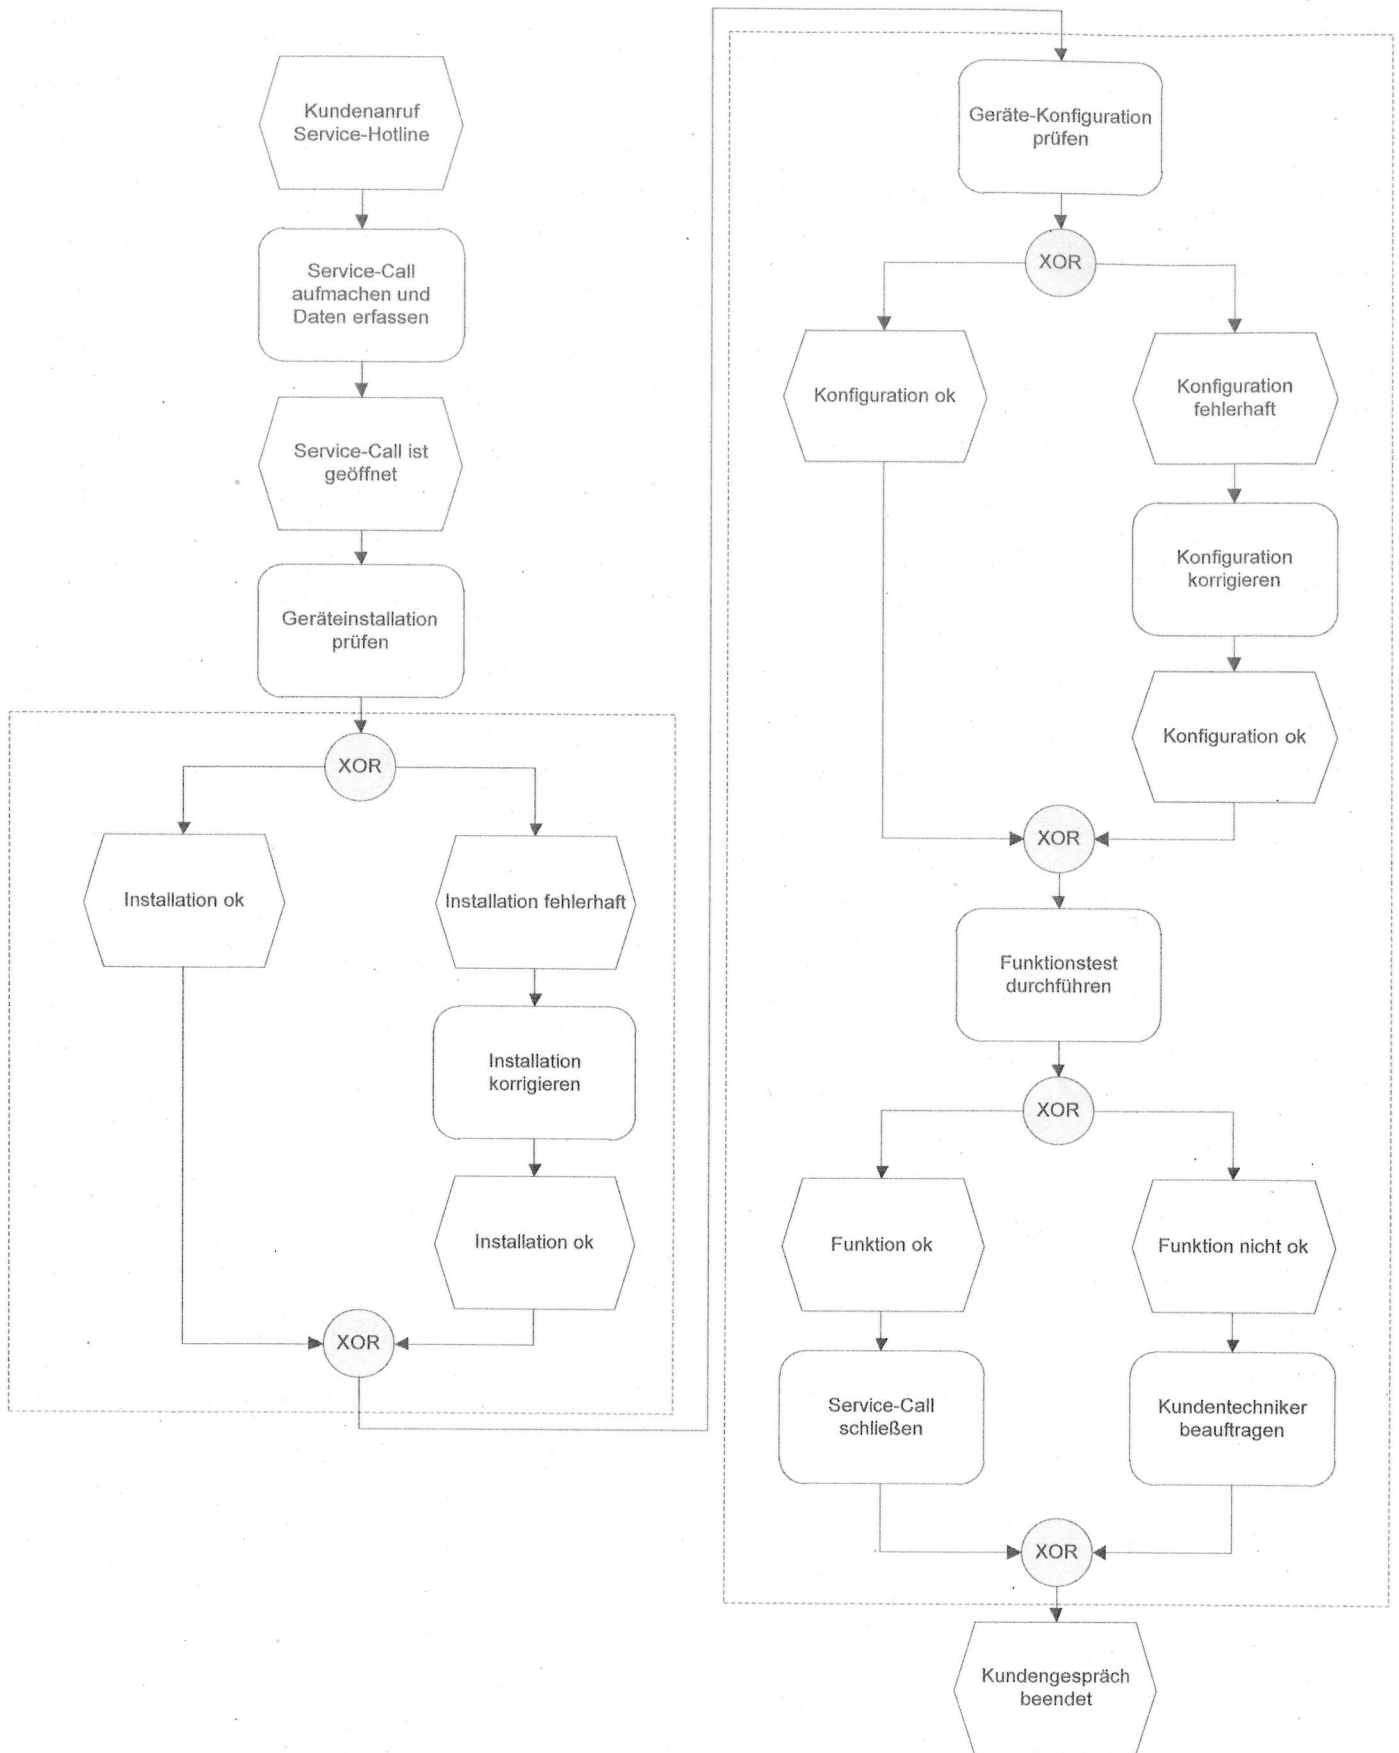 Kundenanruf
Service-Hotline
Service-Call
aufmachen und
Daten erfassen
Service-Call ist
geöffnet
Geräteinstallation
prüfen
XOR
Installation ok
Installation fehlerhaft
Installation
korrigieren
Installation ok
XOR
Geräte-Konfiguration
prüfen
XOR
Konfiguration ok
Konfiguration
fehlerhaft
Konfiguration
korrigieren
Konfiguration ok
XOR
Funktionstest
durchführen
XOR
Funktion ok
Funktion nicht ok
Service-Call
schließen
Kundentechniker
beauftragen
XOR
Kundengespräch
beendet